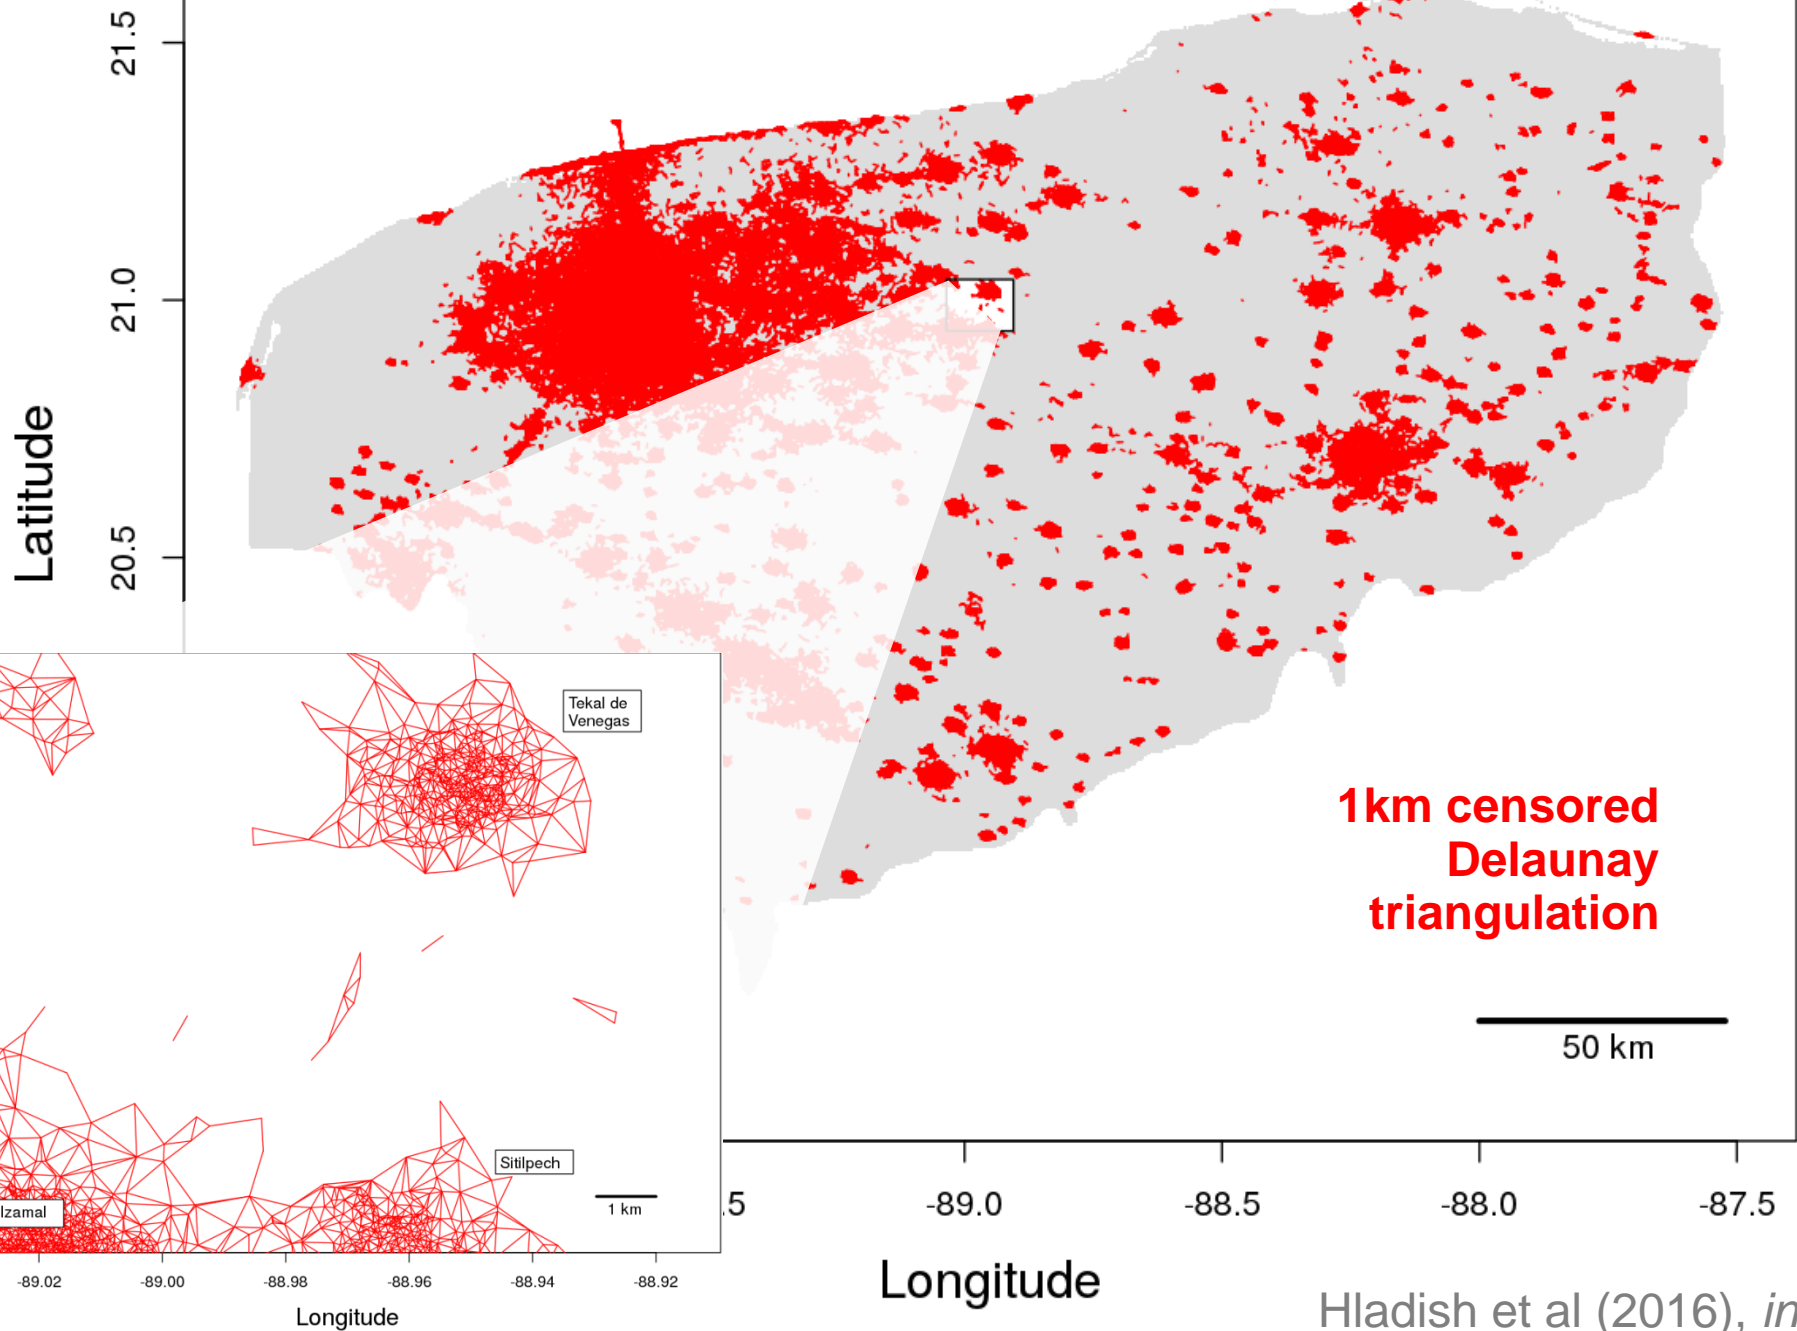 21.5
21.0
20.5
Latitude
Tekal de
Venegas
Sitilpech
Izamal
1 km
-89.02
-89.00
-88.98
-88.96
-88.94
-88.92
Longitude
1km censored
Delaunay
triangulation
50 km
.5
-89.0
-88.5
-88.0
-87.5
Longitude
Hladish et al (2016), in